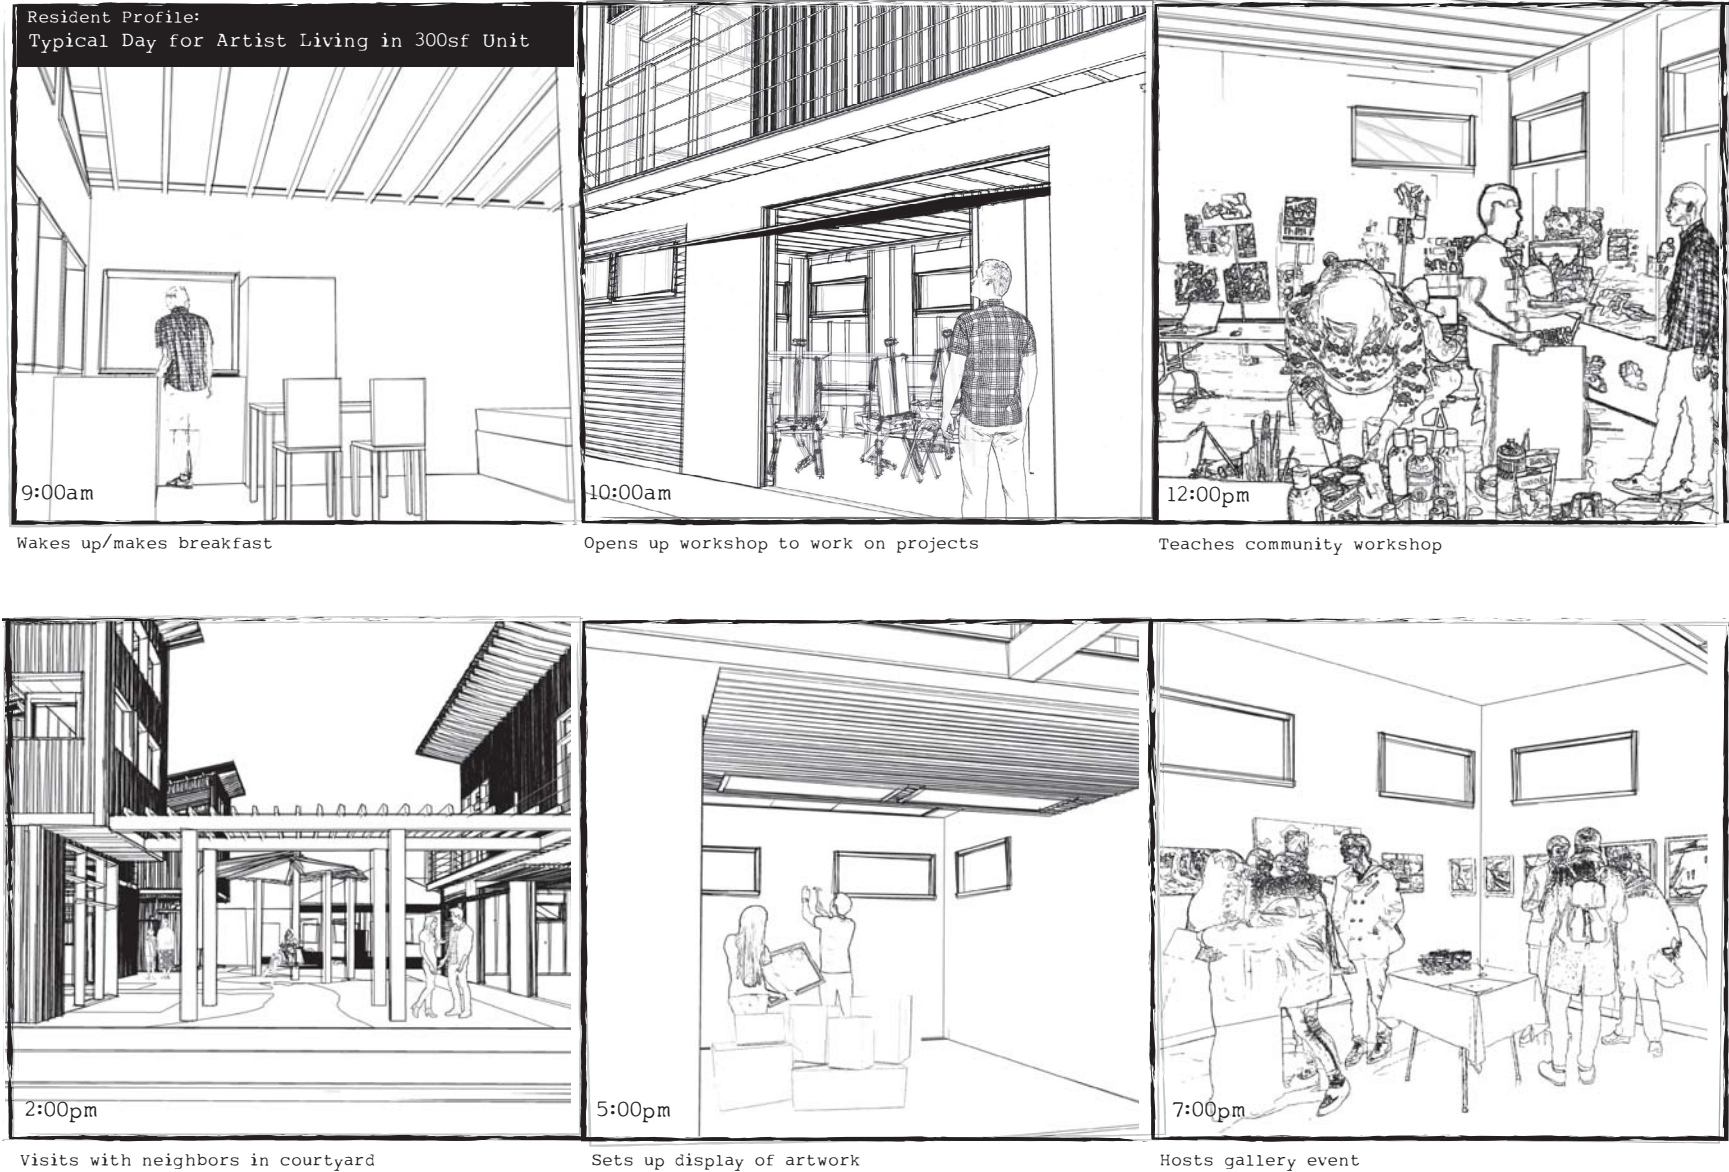 Resident Profile:
Typical Day for Artist Living in 300sf Unit
9:00am
10:00am
12:00pm
Wakes up/makes breakfast
Opens up workshop to work on projects
Teaches community workshop
2:00pm
5:00pm
7:00pm
Visits with neighbors in courtyard
Sets up display of artwork
Hosts gallery event